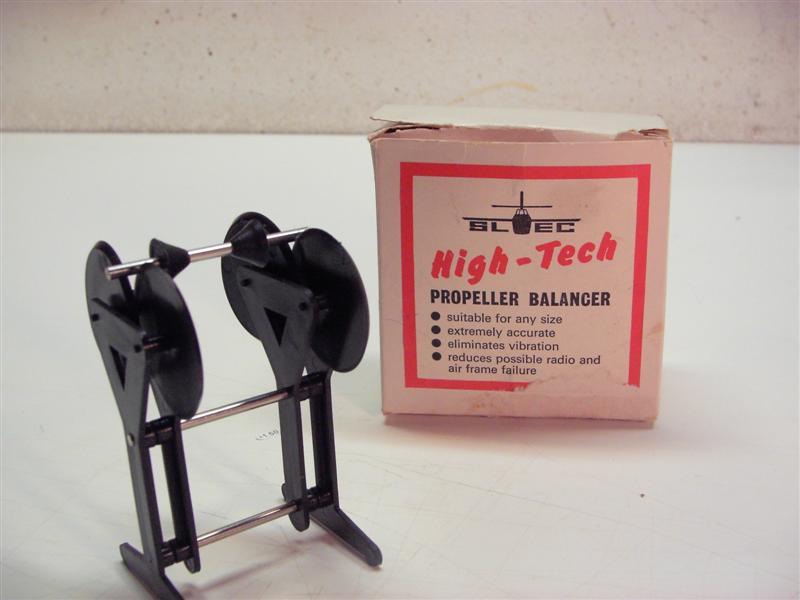 SLEC
High-Tech
PROPELLER BALANCER
● suitable for any size
● extremely accurate
● eliminates vibration
● reduces possible radio and
air frame failure